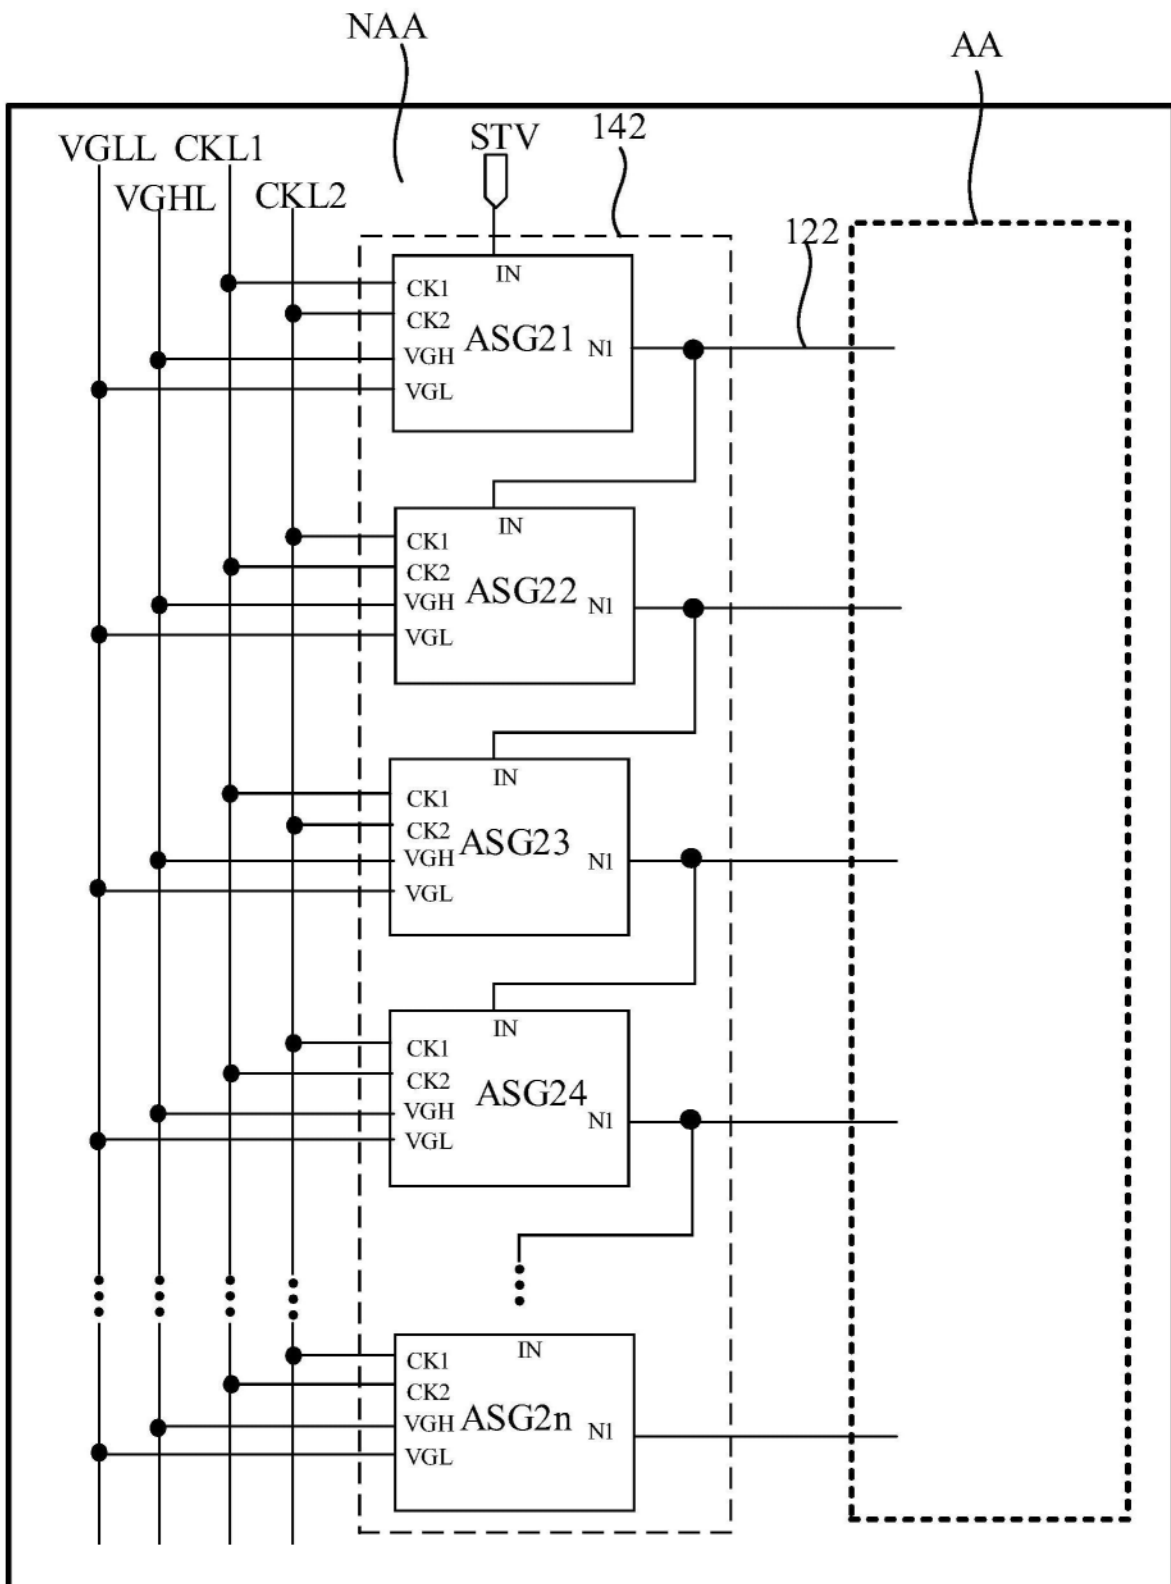 NAA
AA
VGLL CKL1 STV 142
VGHL CKL2
122
IN
CK1
CK2 ASG21 N1
VGH
VGL
IN
CK1
CK2 ASG22
VGH N1
VGL
IN
CK1
CK2 ASG23
VGH N1
VGL
IN
CK1
CK2 ASG24
VGH N1
VGL
IN
CK1
CK2
VGH ASG2n N1
VGL